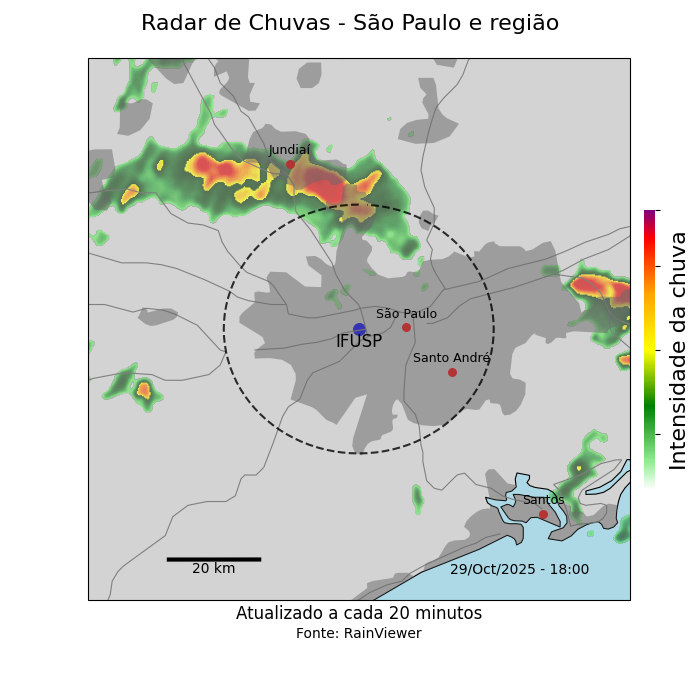 Radar de Chuvas - São Paulo e região
Jundiaí
São Paulo
IFUSP
Santo André
Santos
20 km
29/Oct/2025 - 18:00
Intensidade da chuva
Atualizado a cada 20 minutos
Fonte: RainViewer